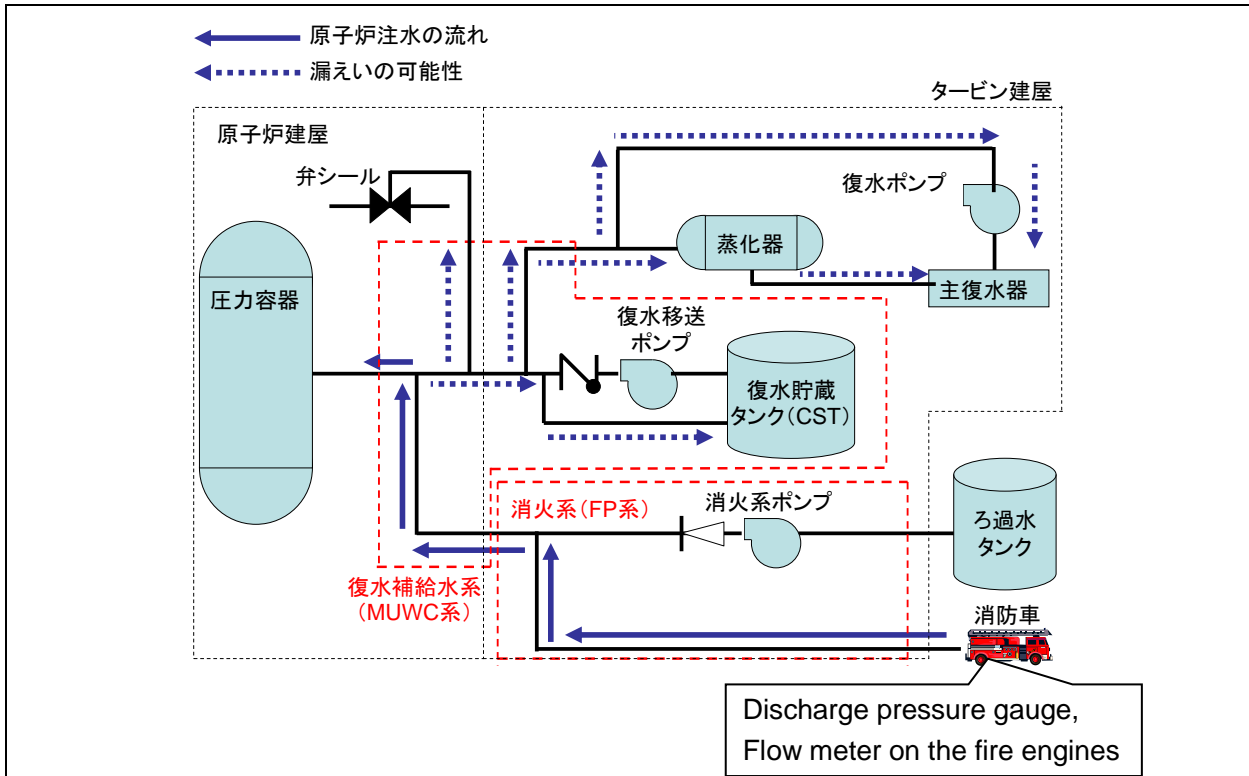 原子炉注水の流れ
漏えいの可能性
タービン建屋
原子炉建屋
弁シール
復水ポンプ
蒸化器
主復水器
圧力容器
復水移送
ポンプ
復水貯蔵
タンク(CST)
消火系(FP系)
消火系ポンプ
ろ過水
タンク
復水補給水系
(MUWC系)
消防車
Discharge pressure gauge,
Flow meter on the fire engines